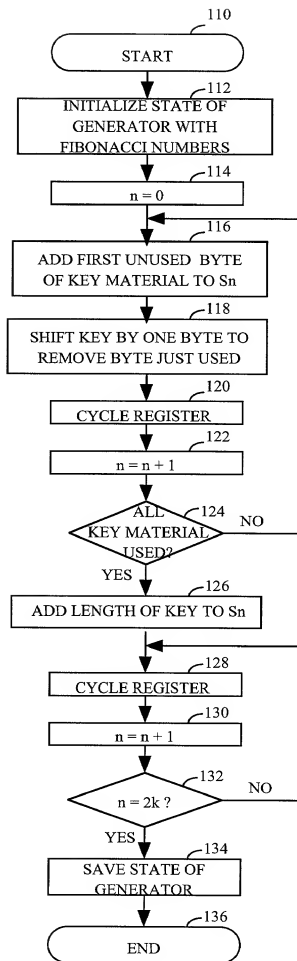 110
START
112
INITIALIZE STATE OF
GENERATOR WITH
FIBONACCI NUMBERS
114
n = 0
116
ADD FIRST UNUSED BYTE
OF KEY MATERIAL TO Sn
118
SHIFT KEY BY ONE BYTE TO
REMOVE BYTE JUST USED
120
CYCLE REGISTER
122
n = n + 1
124
ALL
KEY MATERIAL
USED?
NO
YES
126
ADD LENGTH OF KEY TO Sn
128
CYCLE REGISTER
130
n = n + 1
132
n = 2k ?
NO
YES
134
SAVE STATE OF
GENERATOR
136
END